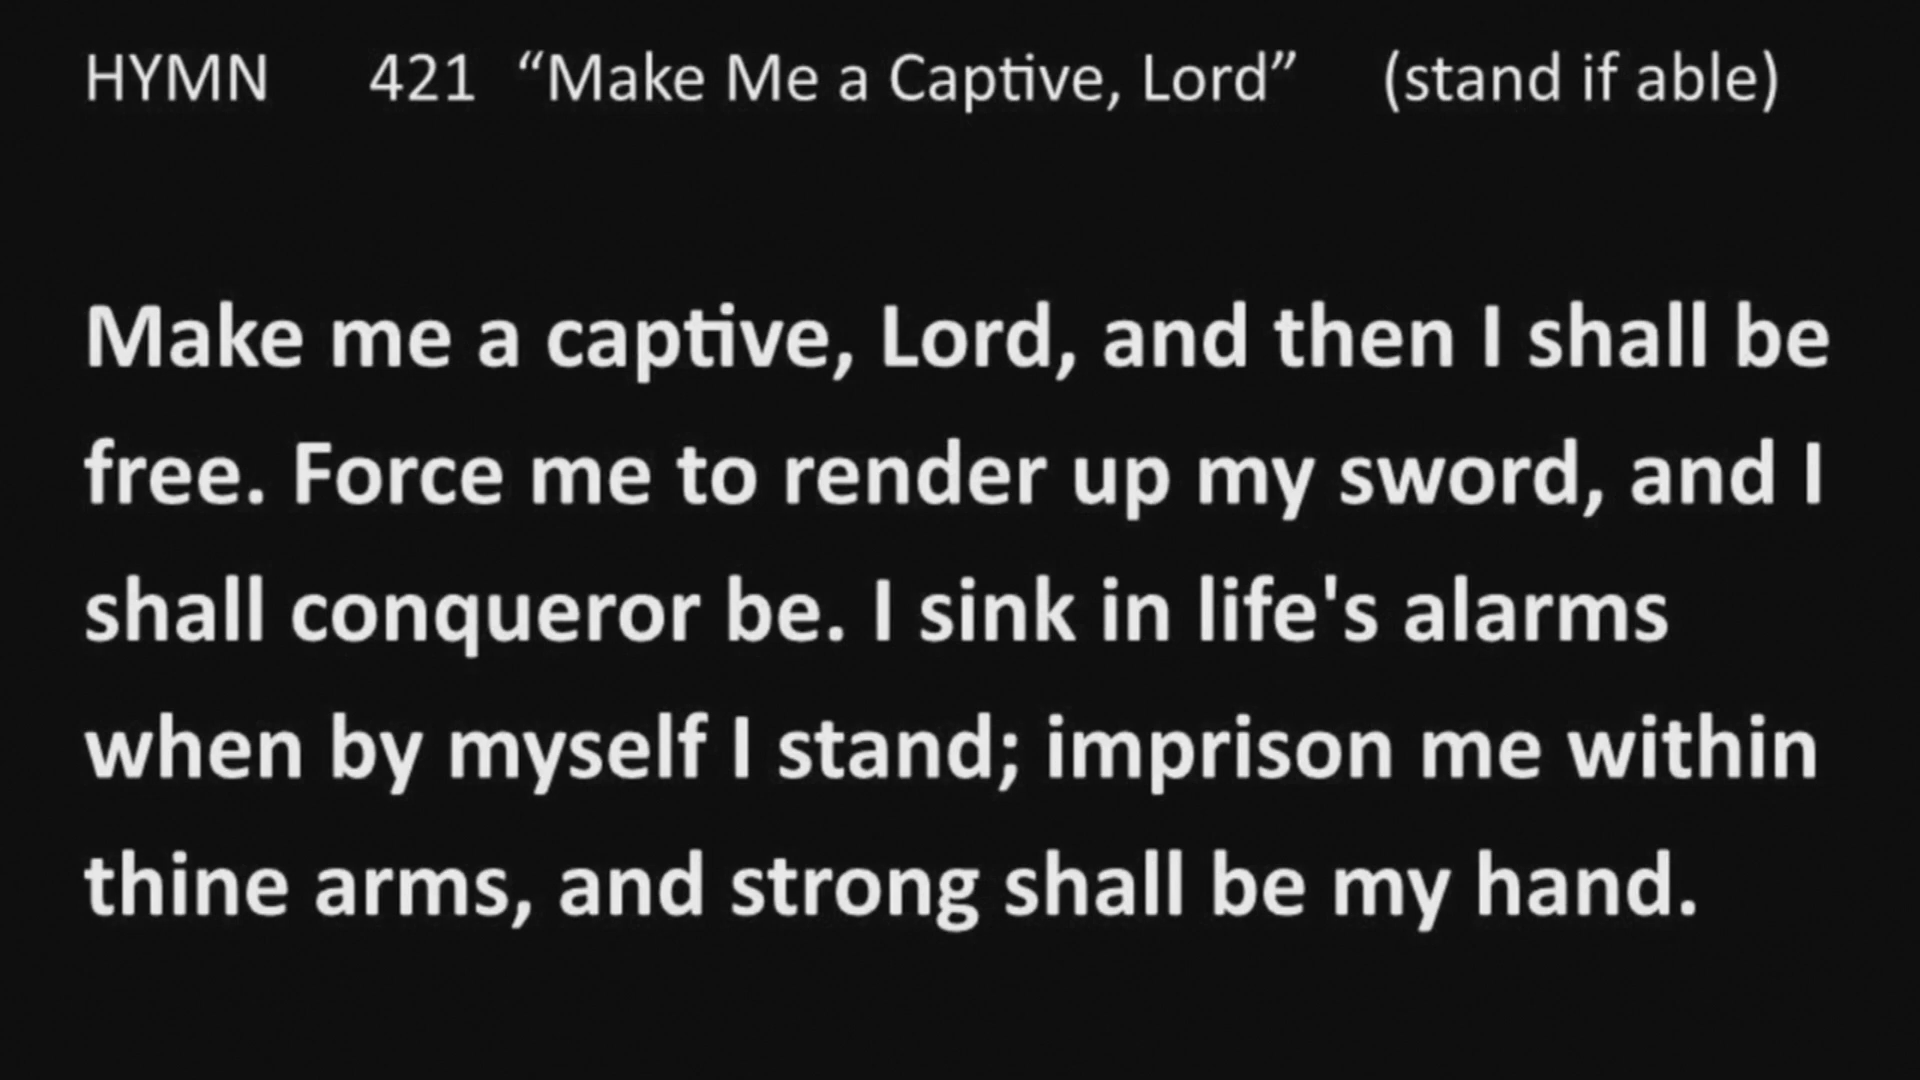 HYMN 421 “Make Me a Captive, Lord” (stand if able)
Make me a captive, Lord, and then I shall be
free. Force me to render up my sword, and I
shall conqueror be. I sink in life's alarms
when by myself I stand; imprison me within
thine arms, and strong shall be my hand.